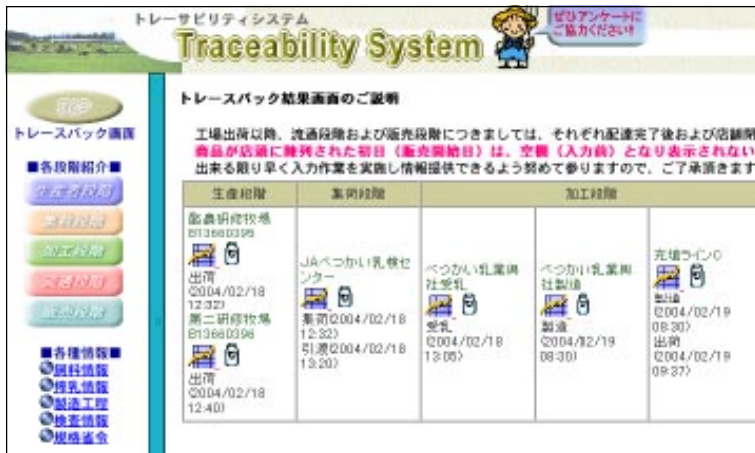 トレーサビリティシステム
Traceability System
ぜひアンケートに
ご協力ください!!
TOP
トレースバック画面
■各段階紹介■
生産者段階
集荷段階
加工段階
流通段階
販売段階
■各種情報■
飼料情報
搾乳情報
製造工程
検査情報
規格省令
トレースバック結果画面のご説明
工場出荷以降、流通段階および販売段階につきましては、それぞれ配達完了後および店舗閉
商品が店頭に陳列された初日（販売開始日）は、空欄（入力前）となり表示されない
出来る限り早く入力作業を実施し情報提供できるよう努めて参りますので、ご了承頂きます
生産段階
集荷段階
加工段階
酪農研修牧場
B13660395
出荷
(2004/02/18
12:32)
第二研修牧場
B13660396
出荷
(2004/02/18
12:40)
JAべつかい乳検セ
ンター
集荷(2004/02/18
12:32)
引渡(2004/02/18
13:20)
べつかい乳業興
社受乳
受乳
(2004/02/18
13:05)
べつかい乳業興
社製造
製造
(2004/02/19
08:30)
充填ラインC
製造
(2004/02/19
08:30)
出荷
(2004/02/19
09:37)